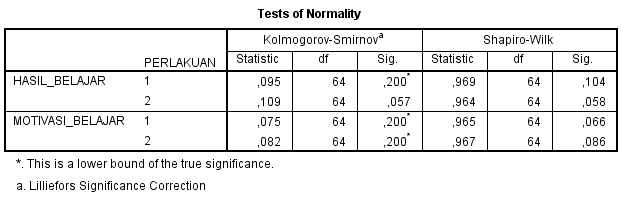 Tests of Normality
Kolmogorov-Smirnov^a Shapiro-Wilk
PERLAKUAN Statistic df Sig. Statistic df Sig.
HASIL_BELAJAR 1 ,095 64 ,200* ,969 64 ,104
2 ,109 64 ,057 ,964 64 ,058
MOTIVASI_BELAJAR 1 ,075 64 ,200* ,965 64 ,066
2 ,082 64 ,200* ,967 64 ,086
*. This is a lower bound of the true significance.
a. Lilliefors Significance Correction